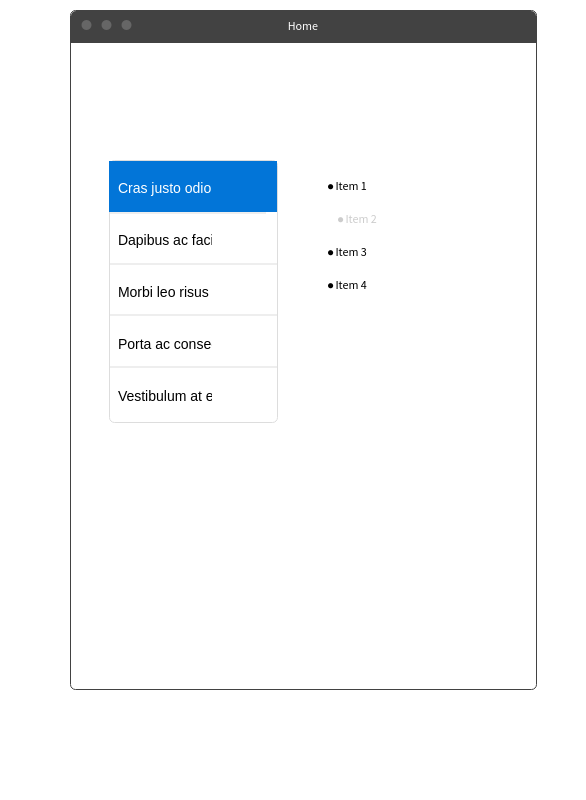 Home
Cras justo odio
Dapibus ac faci
Morbi leo risus
Porta ac conse
Vestibulum at e
Item 1
Item 2
Item 3
Item 4